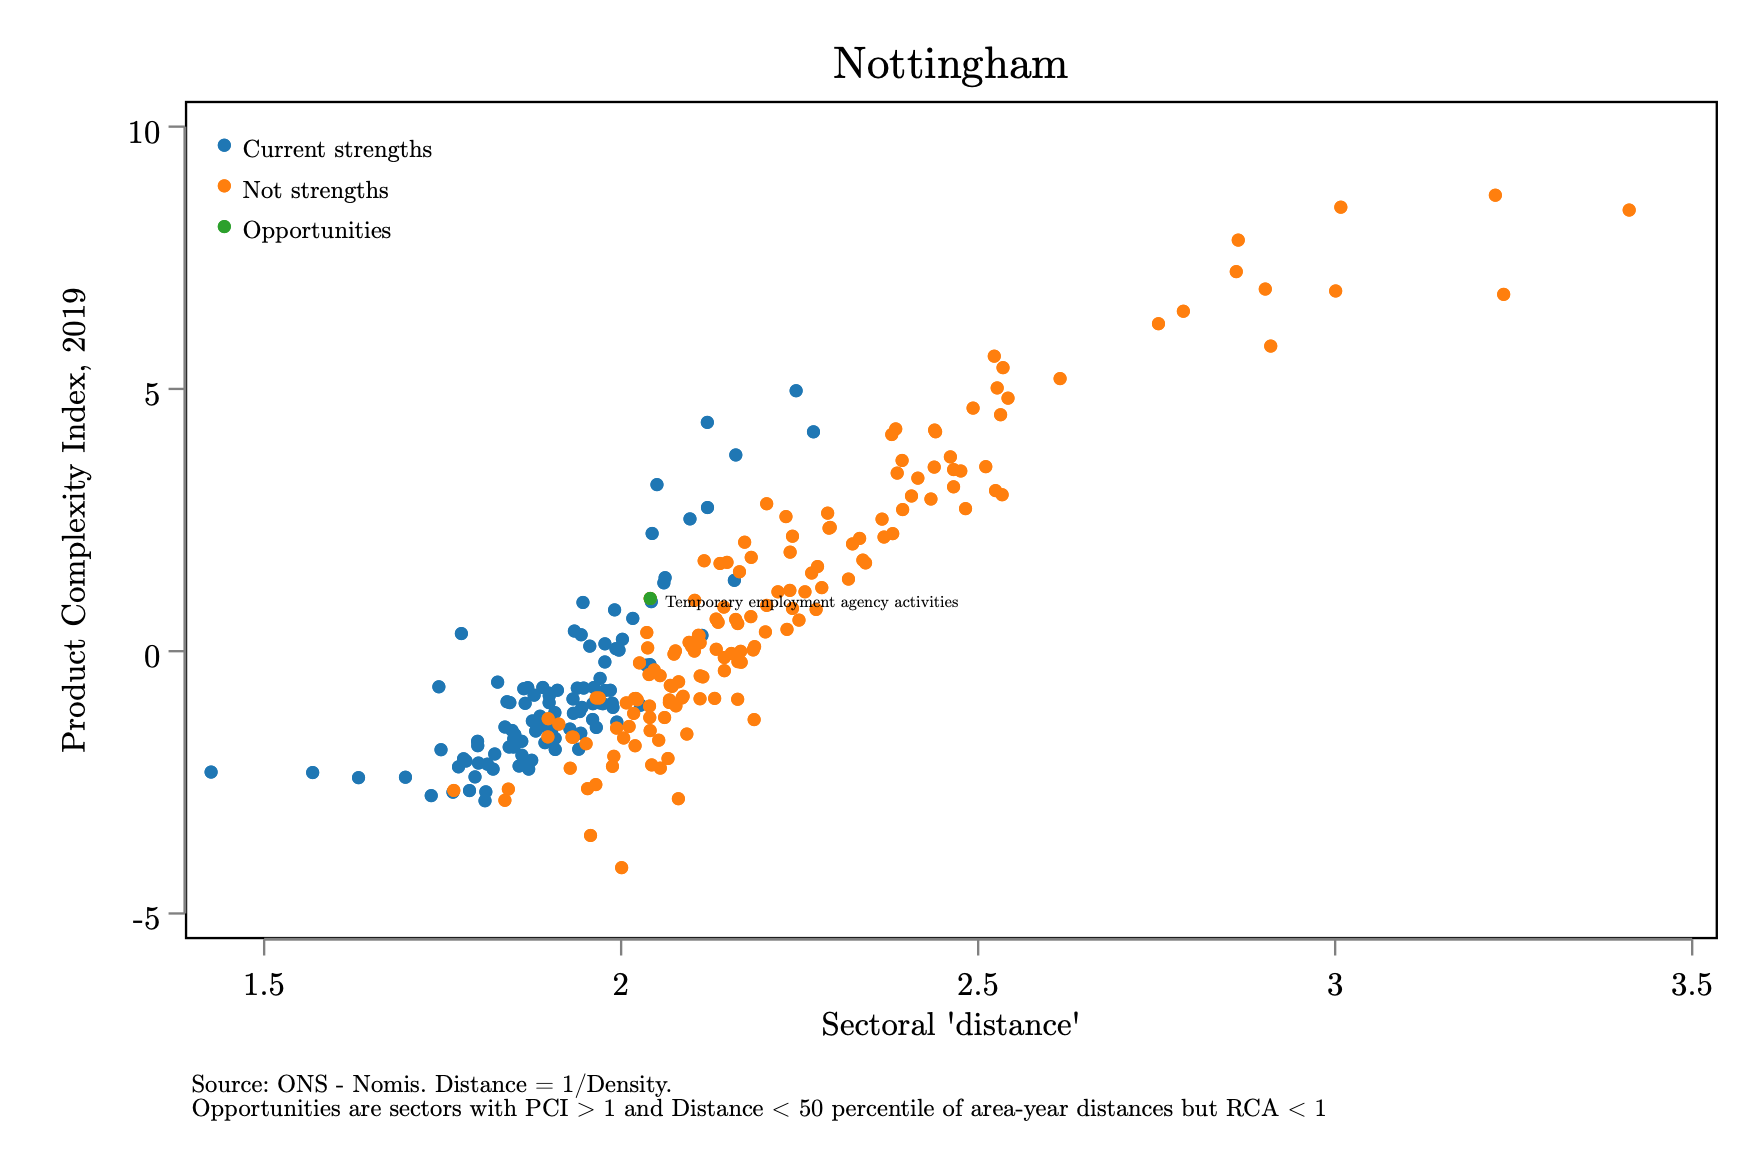 Nottingham
Current strengths
Not strengths
Opportunities
Product Complexity Index, 2019
10
5
0
-5
Temporary employment agency activities
1.5 2 2.5 3 3.5
Sectoral 'distance'
Source: ONS - Nomis. Distance = 1/Density.
Opportunities are sectors with PCI > 1 and Distance < 50 percentile of area-year distances but RCA < 1